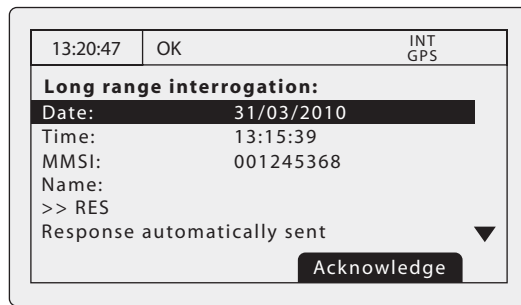 13:20:47 OK INT GPS
Long range interrogation:
Date: 31/03/2010
Time: 13:15:39
MMSI: 001245368
Name:
>> RES
Response automatically sent
Acknowledge